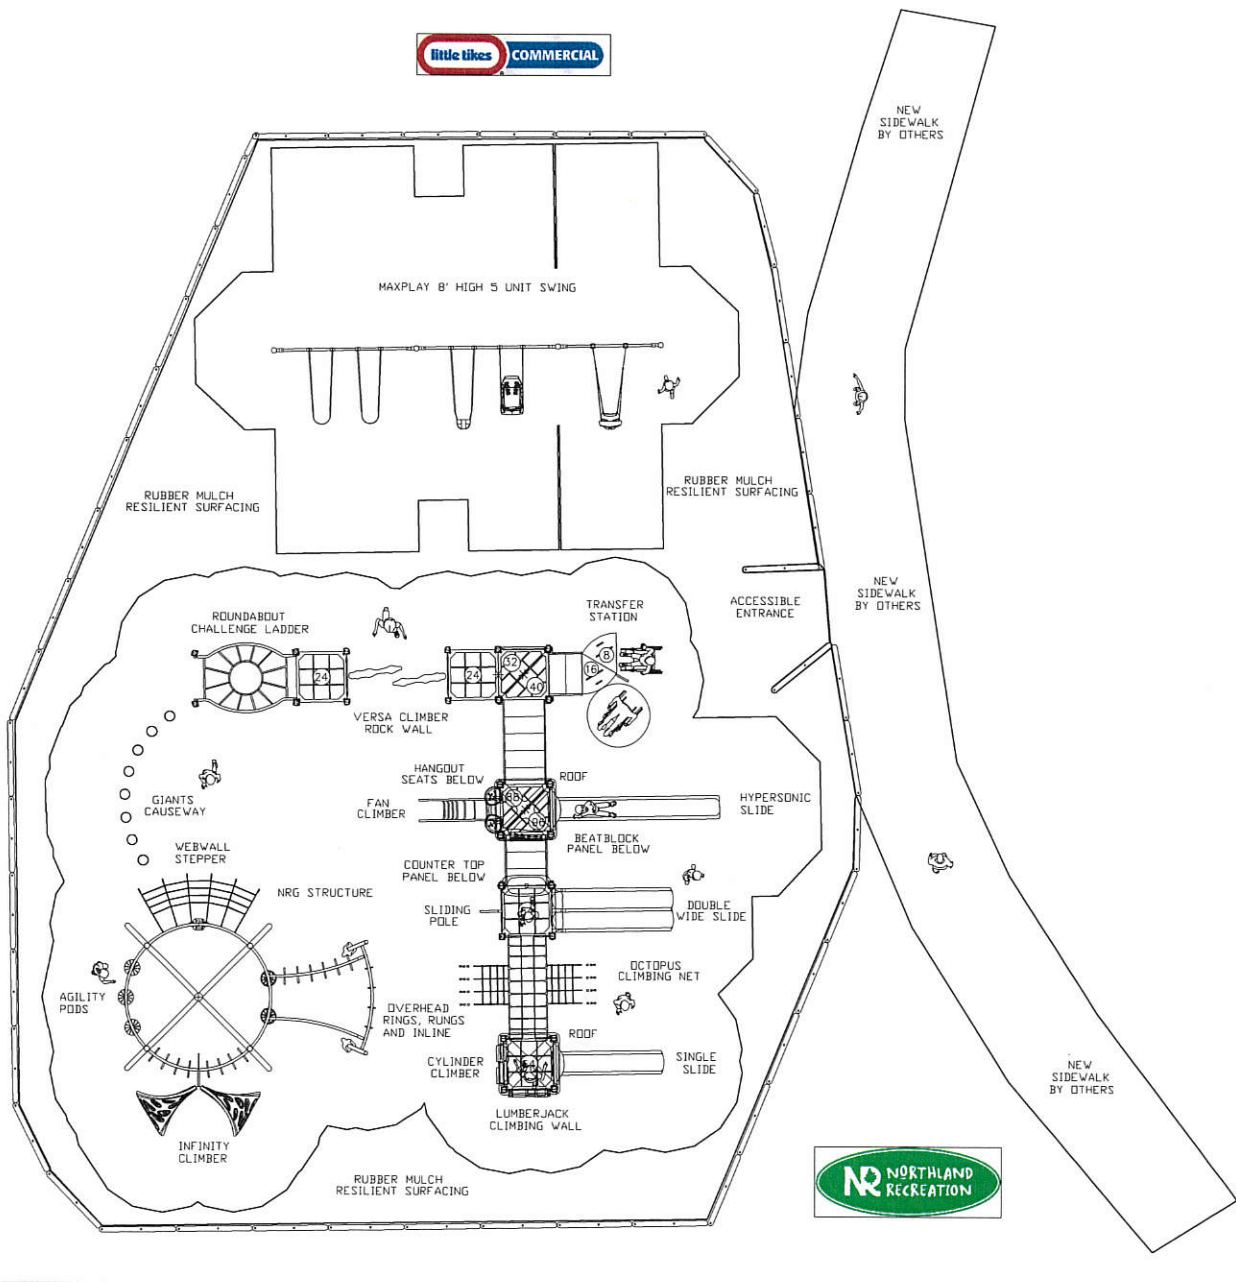 little tikes COMMERCIAL
NEW
SIDEWALK
BY OTHERS
MAXPLAY 8' HIGH 5 UNIT SWING
RUBBER MULCH
RESILIENT SURFACING
RUBBER MULCH
RESILIENT SURFACING
NEW
SIDEWALK
BY OTHERS
ACCESSIBLE
ENTRANCE
TRANSFER
STATION
ROUNDABOUT
CHALLENGE LADDER
8
16
32
40
24
24
VERSA CLIMBER
ROCK WALL
HANGOUT
SEATS BELOW
ROOF
FAN
CLIMBER
HYPERSONIC
SLIDE
GIANTS
CAUSEWAY
BEATBLOCK
PANEL BELOW
WEBWALL
STEPPER
COUNTER TOP
PANEL BELOW
NRG STRUCTURE
SLIDING
POLE
DOUBLE
WIDE SLIDE
OCTOPUS
CLIMBING NET
AGILITY
PODS
OVERHEAD
RINGS, RUNGS
AND INLINE
ROOF
CYLINDER
CLIMBER
SINGLE
SLIDE
NEW
SIDEWALK
BY OTHERS
LUMBERJACK
CLIMBING WALL
INFINITY
CLIMBER
RUBBER MULCH
RESILIENT SURFACING
NR NORTHLAND
RECREATION